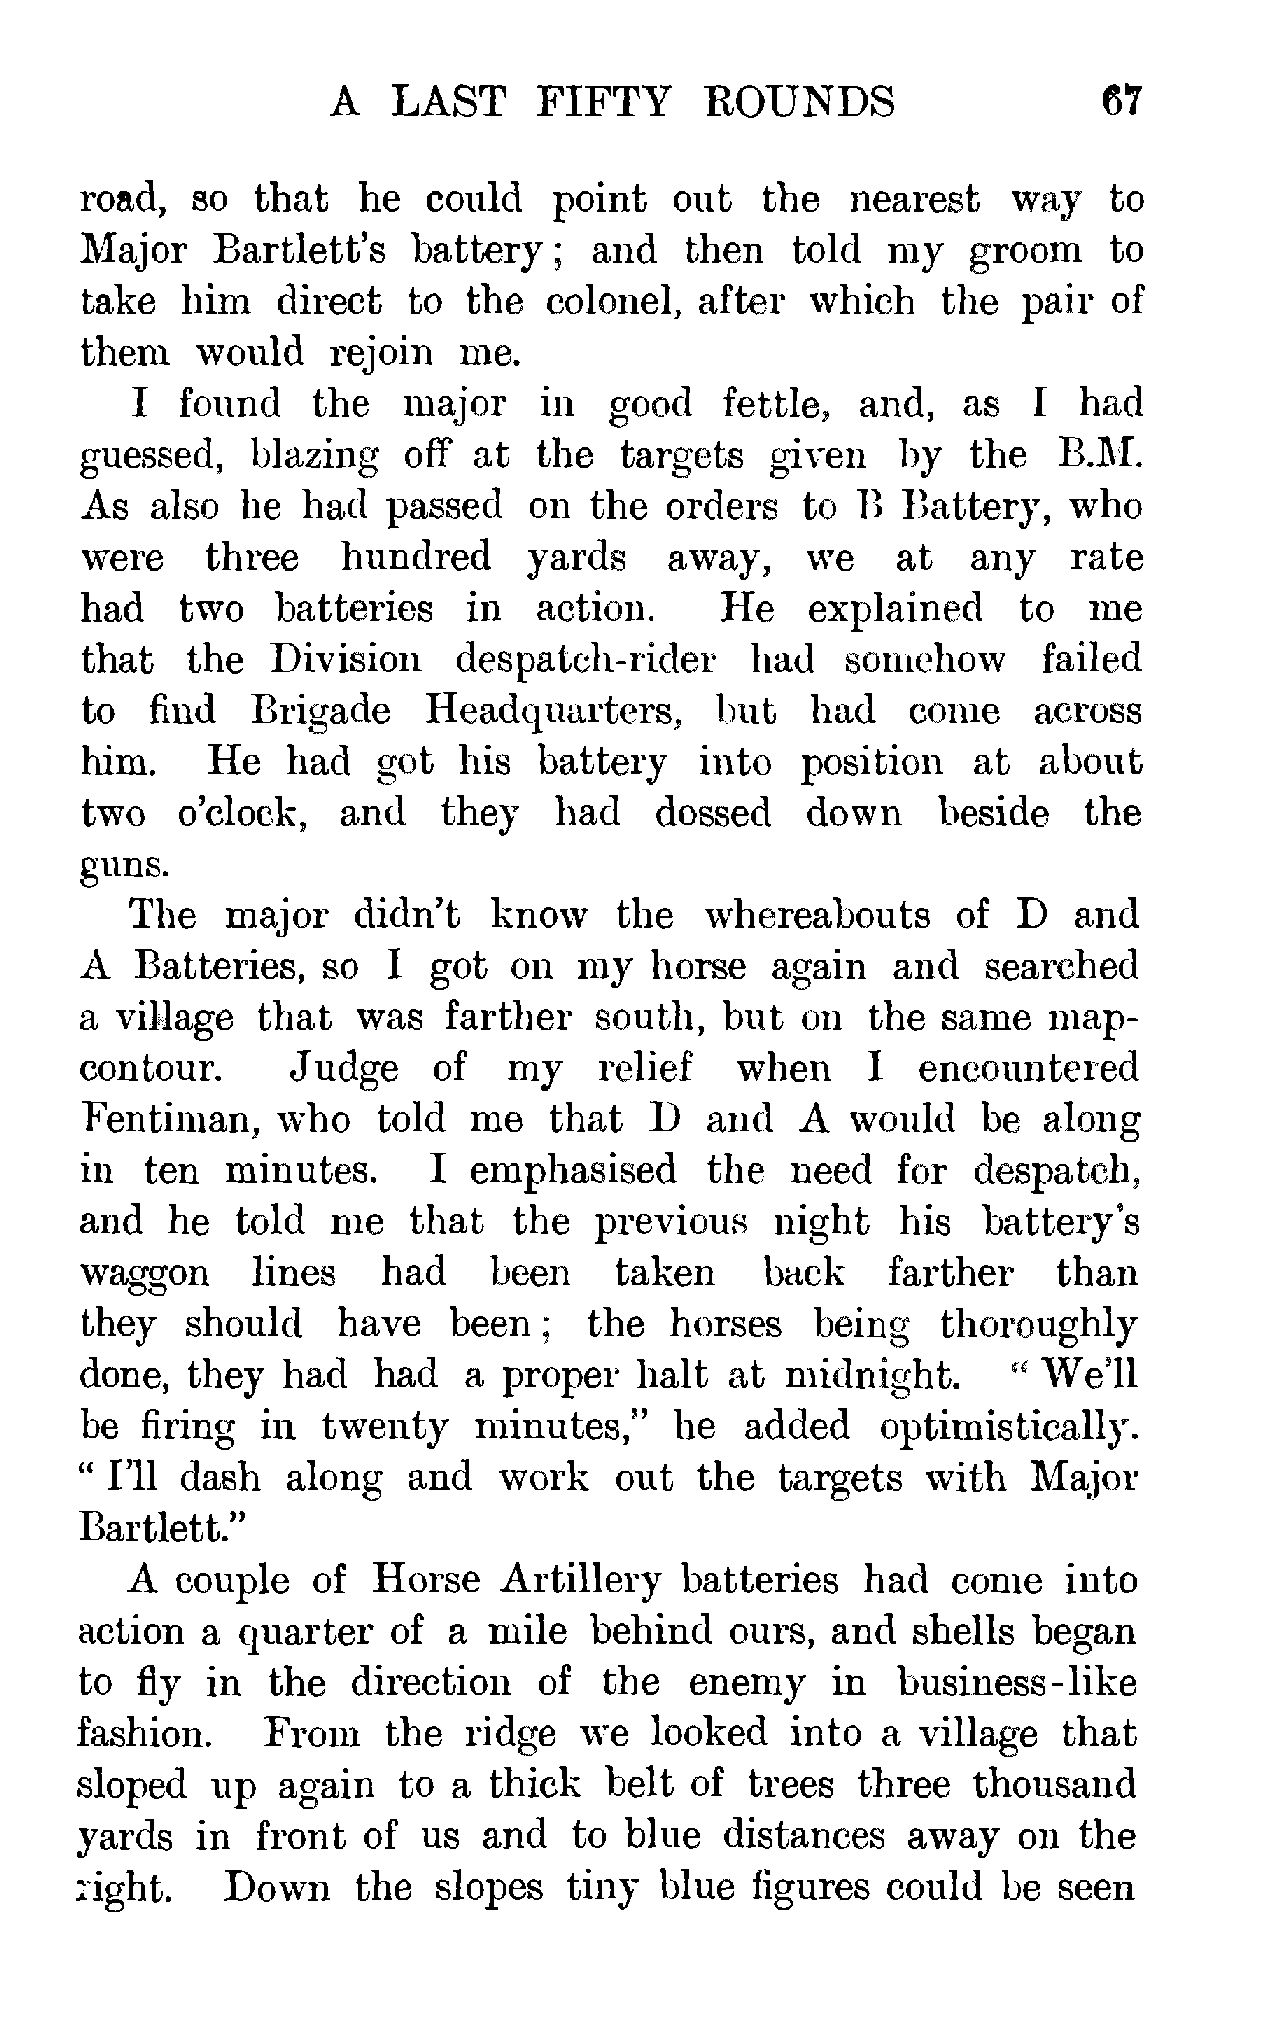 A LAST FIFTY ROUNDS 67
road, so that he could point out the nearest way to
Major Bartlett's battery; and then told my groom to
take him direct to the colonel, after which the pair of
them would rejoin me.
I found the major in good fettle, and, as I had
guessed, blazing off at the targets given by the B.M.
As also he had passed on the orders to B Battery, who
were three hundred yards away, we at any rate
had two batteries in action. He explained to me
that the Division despatch-rider had somehow failed
to find Brigade Headquarters, but had come across
him. He had got his battery into position at about
two o'clock, and they had dossed down beside the
guns.
The major didn't know the whereabouts of D and
A Batteries, so I got on my horse again and searched
a village that was farther south, but on the same map-
contour. Judge of my relief when I encountered
Fentiman, who told me that D and A would be along
in ten minutes. I emphasised the need for despatch,
and he told me that the previous night his battery's
waggon lines had been taken back farther than
they should have been; the horses being thoroughly
done, they had had a proper halt at midnight. "We'll
be firing in twenty minutes," he added optimistically.
"I'll dash along and work out the targets with Major
Bartlett."
A couple of Horse Artillery batteries had come into
action a quarter of a mile behind ours, and shells began
to fly in the direction of the enemy in business-like
fashion. From the ridge we looked into a village that
sloped up again to a thick belt of trees three thousand
yards in front of us and to blue distances away on the
right. Down the slopes tiny blue figures could be seen